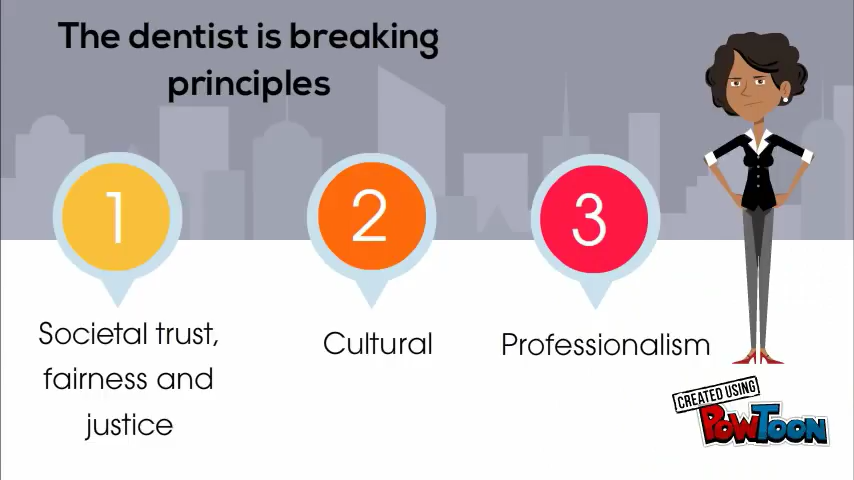 The dentist is breaking
principles
1
2
3
Societal trust,
fairness and
justice
Cultural
Professionalism
CREATED USING
POWTOON